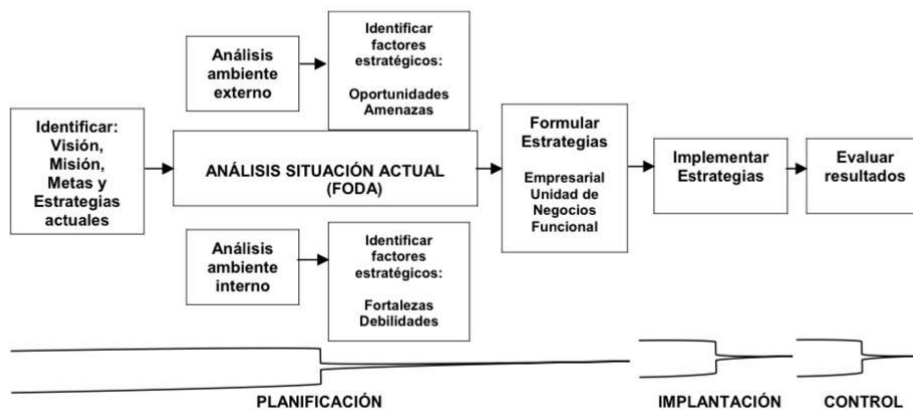 Identificar:
Visión,
Misión,
Metas y
Estrategias
actuales
Análisis
ambiente
externo
Identificar
factores
estratégicos:
Oportunidades
Amenazas
ANÁLISIS SITUACIÓN ACTUAL
(FODA)
Análisis
ambiente
interno
Identificar
factores
estratégicos:
Fortalezas
Debilidades
Formular
Estrategias
Empresarial
Unidad de
Negocios
Funcional
Implementar
Estrategias
Evaluar
resultados
PLANIFICACIÓN
IMPLANTACIÓN
CONTROL